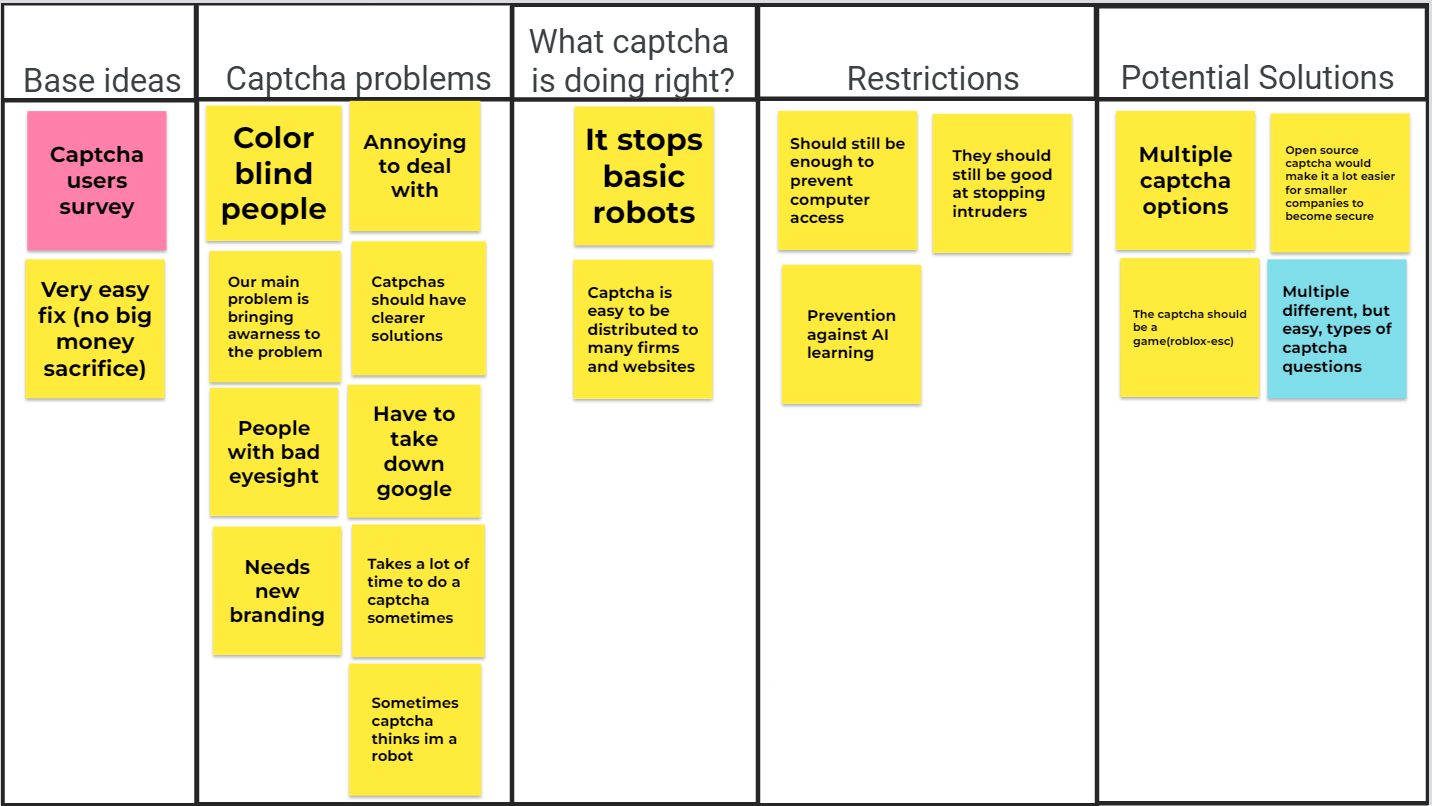 Base ideas
Captcha problems
What captcha
is doing right?
Restrictions
Potential Solutions
Captcha
users
survey
Very easy
fix (no big
money
sacrifice)
Color
blind
people
Annoying
to deal
with
Our main
problem is
bringing
awarness to
the problem
Catpchas
should have
clearer
solutions
People
with bad
eyesight
Have to
take
down
google
Needs
new
branding
Takes a lot of
time to do a
captcha
sometimes
Sometimes
captcha
thinks im a
robot
It stops
basic
robots
Captcha is
easy to be
distributed to
many firms
and websites
Should still be
enough to
prevent
computer
access
They should
still be good
at stopping
intruders
Prevention
against AI
learning
Multiple
captcha
options
Open source
captcha would
make it a lot easier
for smaller
companies to
become secure
The captcha should
be a
game(roblox-esc)
Multiple
different, but
easy, types of
captcha
questions